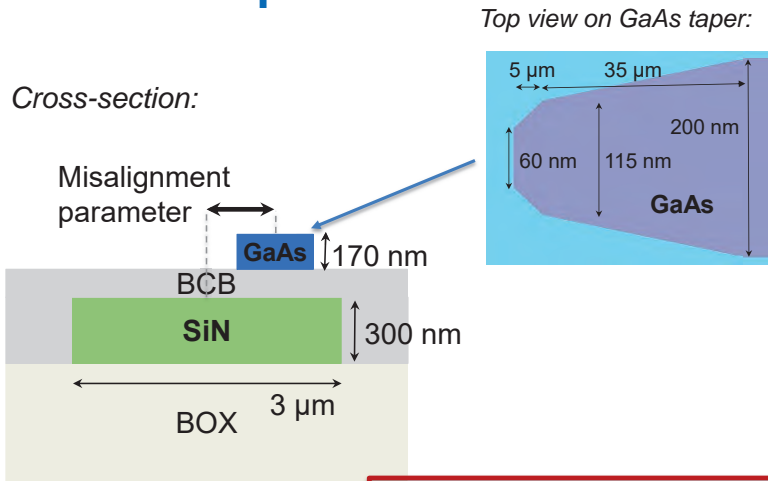 Top view on GaAs taper:
5 µm
35 µm
200 nm
60 nm
115 nm
GaAs
Cross-section:
Misalignment
parameter
GaAs
170 nm
BCB
SiN
300 nm
3 µm
BOX